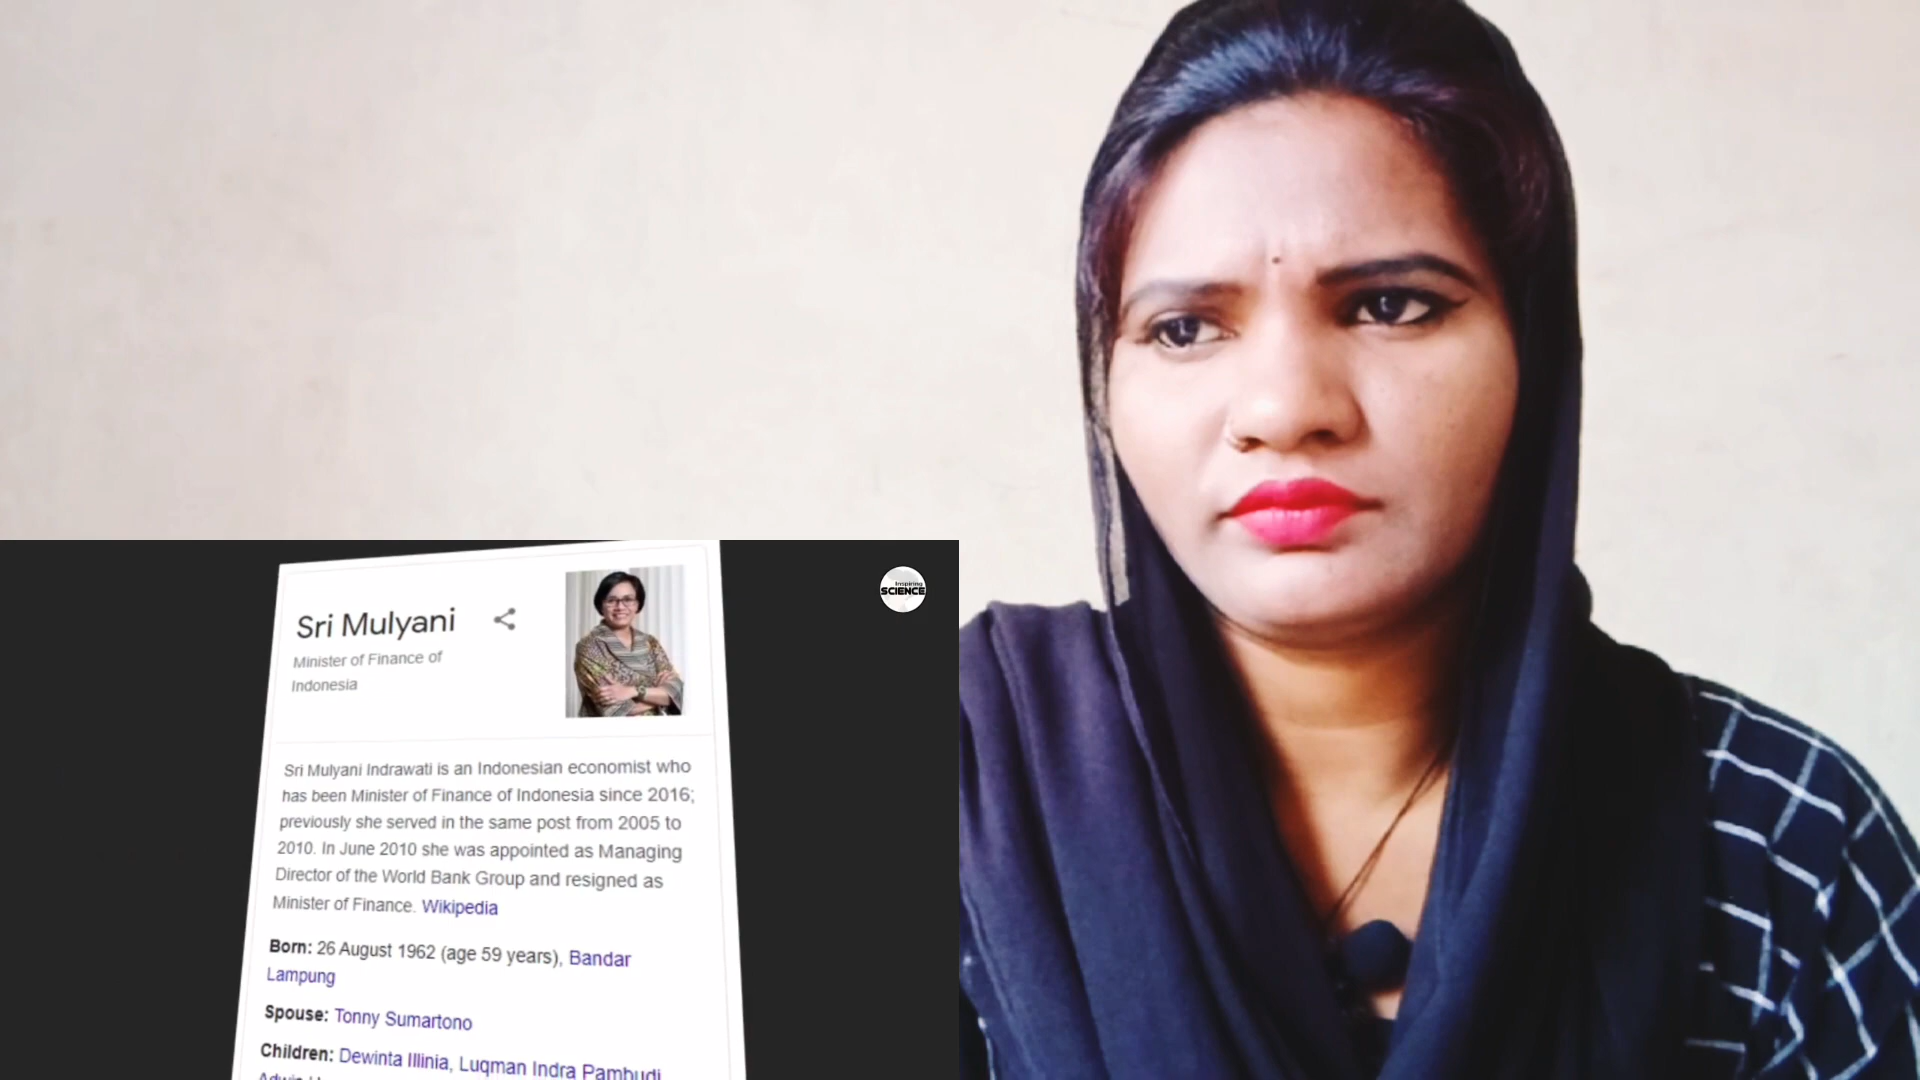 Inspiring
SCIENCE
Sri Mulyani
Minister of Finance of
Indonesia
Sri Mulyani Indrawati is an Indonesian economist who
has been Minister of Finance of Indonesia since 2016;
previously she served in the same post from 2005 to
2010. In June 2010 she was appointed as Managing
Director of the World Bank Group and resigned as
Minister of Finance. Wikipedia
Born: 26 August 1962 (age 59 years), Bandar
Lampung
Spouse: Tonny Sumartono
Children: Dewinta Illinia, Luqman Indra Pambudi